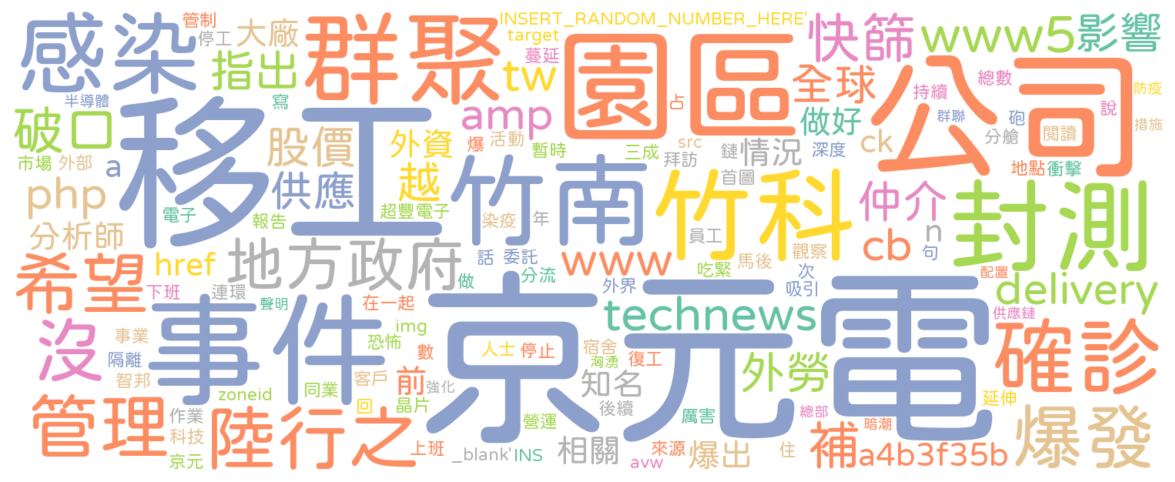 感染
管制
停工
大廠
指出
群聚
INSERT_RANDOM_NUMBER_HERE'
target
蔓延
tw
園區
快篩
www5
影響
半導體
寫
破口
市場
外部
a
移工
股價
供應
amp
外資
爆
活動
暫時
三成
占
src
拜訪
鏈
情況
首圖
全球
做好
深度
ck
公司
持續
總數
群聯
砲
分艙
閱讀
說
防疫
措施
地點
衝擊
php
分析師
電子
報告
超豐電子
越
竹南
染疫
年
員工
竹科
觀察
馬後
吃緊
仲介
cb
n
句
封測
希望
href
下班
連環
地方政府
聲明
話
委託
做
分流
www
外界
次
吸引
配置
供應鏈
delivery
沒
事業
隔離
智邦
事件
在一起
img
恐怖
數
zoneid
同業
客戶
回
晶片
前
強化
京元電
人士
停止
宿舍
洶湧
復工
知名
後續
technews
外勞
厲害
總部
延伸
確診
管理
作業
科技
京元
陸行之
上班
_blank'
INS
營運
相關
avw
來源
爆出
住
暗潮
補
a4b3f35b
爆發